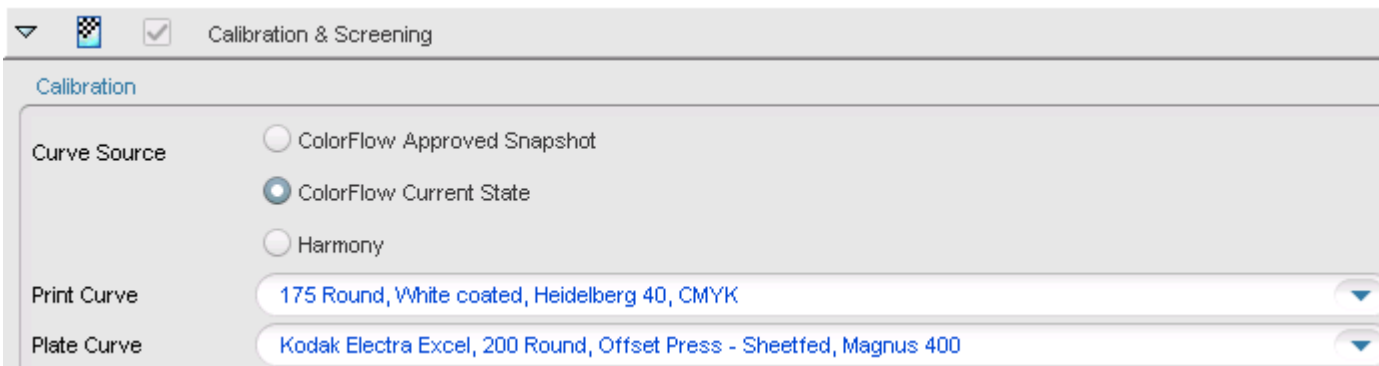 Calibration & Screening
Calibration
Curve Source
ColorFlow Approved Snapshot
ColorFlow Current State
Harmony
Print Curve 175 Round, White coated, Heidelberg 40, CMYK
Plate Curve Kodak Electra Excel, 200 Round, Offset Press - Sheetfed, Magnus 400